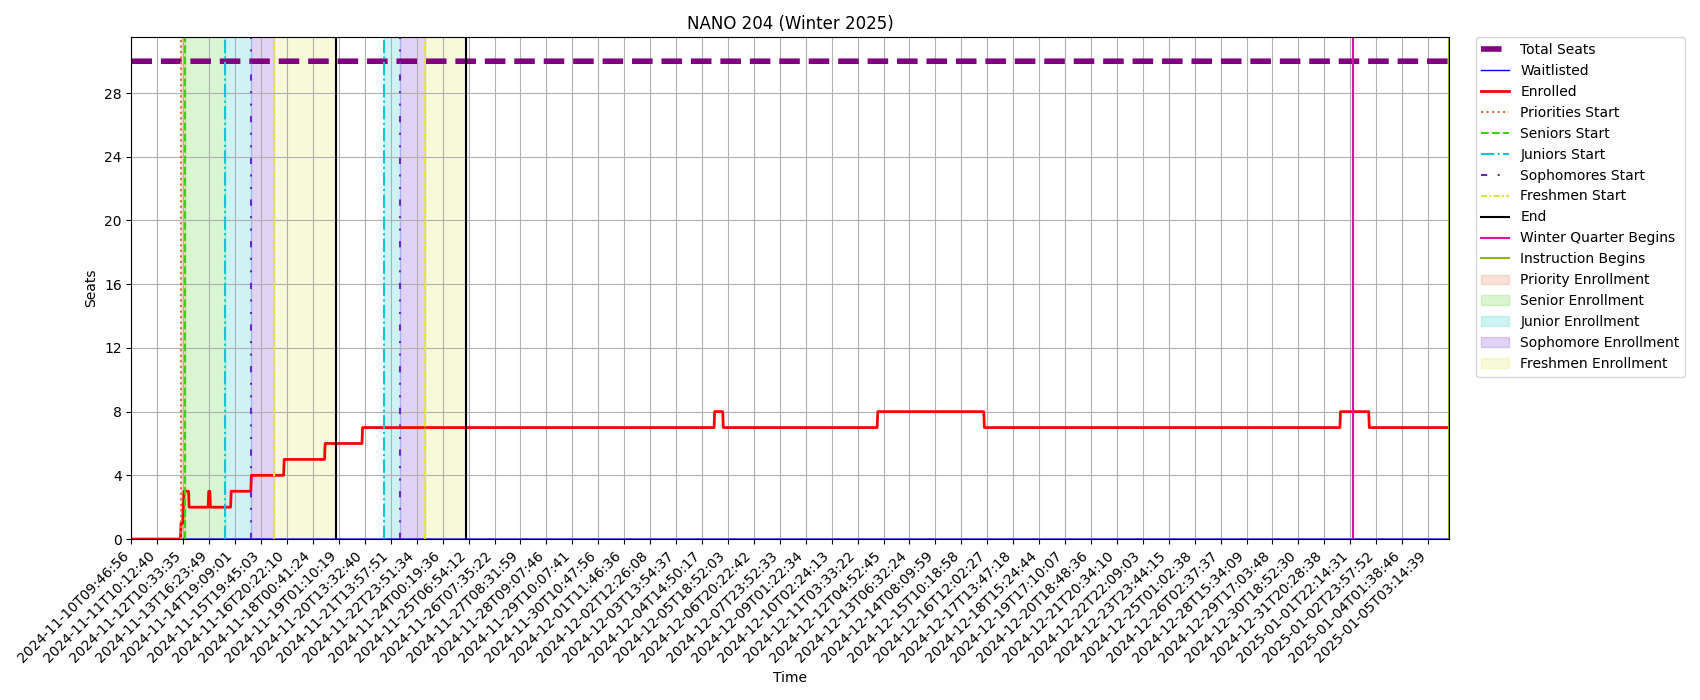 NANO 204 (Winter 2025)
Seats
28
24
20
16
12
8
4
0
2024-11-10T09:46:56
2024-11-11T10:12:40
2024-11-12T10:33:35
2024-11-13T16:23:49
2024-11-14T19:09:01
2024-11-15T19:45:03
2024-11-16T20:22:10
2024-11-18T00:41:24
2024-11-19T01:10:19
2024-11-20T13:32:40
2024-11-22T13:57:51
2024-11-23T23:51:34
2024-11-24T00:19:36
2024-11-25T06:54:12
2024-11-26T07:35:22
2024-11-27T08:31:59
2024-11-28T09:07:46
2024-11-29T10:07:41
2024-11-30T10:47:56
2024-12-01T11:46:36
2024-12-02T12:26:08
2024-12-03T13:54:37
2024-12-04T14:50:17
2024-12-05T18:52:03
2024-12-06T20:22:42
2024-12-07T23:52:33
2024-12-09T01:22:34
2024-12-10T02:24:13
2024-12-11T03:33:22
2024-12-12T04:52:45
2024-12-13T06:32:24
2024-12-14T08:09:59
2024-12-15T10:18:58
2024-12-16T12:02:27
2024-12-17T13:47:18
2024-12-18T15:24:44
2024-12-19T17:10:07
2024-12-20T18:48:36
2024-12-21T20:34:10
2024-12-22T22:09:03
2024-12-23T23:44:15
2024-12-25T01:02:38
2024-12-26T02:37:37
2024-12-28T15:34:09
2024-12-29T17:03:48
2024-12-30T18:52:30
2024-12-31T20:28:38
2025-01-01T22:14:31
2025-01-02T23:57:52
2025-01-04T01:38:46
2025-01-05T03:14:39
Time
Total Seats
Waitlisted
Enrolled
Priorities Start
Seniors Start
Juniors Start
Sophomores Start
Freshmen Start
End
Winter Quarter Begins
Instruction Begins
Priority Enrollment
Senior Enrollment
Junior Enrollment
Sophomore Enrollment
Freshmen Enrollment